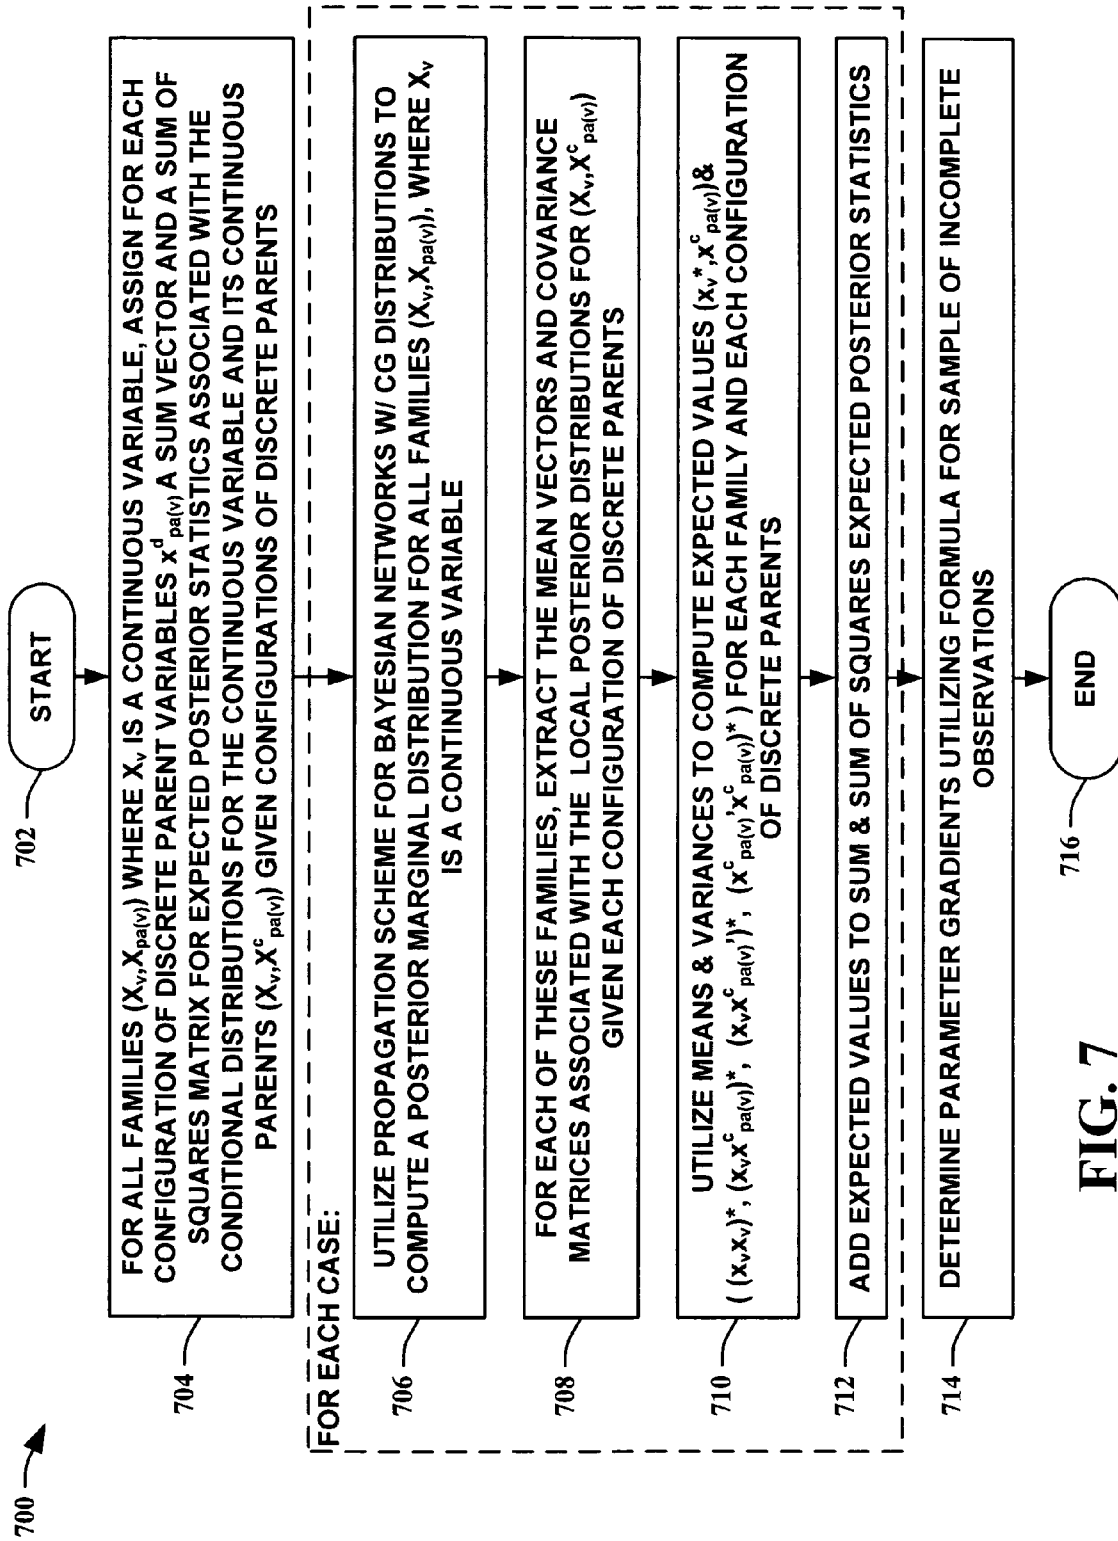 700
702
START
704
FOR ALL FAMILIES (X_v,X_pa(v)) WHERE X_v IS A CONTINUOUS VARIABLE, ASSIGN FOR EACH
CONFIGURATION OF DISCRETE PARENT VARIABLES x^d_pa(v) A SUM VECTOR AND A SUM OF
SQUARES MATRIX FOR EXPECTED POSTERIOR STATISTICS ASSOCIATED WITH THE
CONDITIONAL DISTRIBUTIONS FOR THE CONTINUOUS VARIABLE AND ITS CONTINUOUS
PARENTS (X_v,X^c_pa(v)) GIVEN CONFIGURATIONS OF DISCRETE PARENTS
FOR EACH CASE:
706
UTILIZE PROPAGATION SCHEME FOR BAYESIAN NETWORKS W/ CG DISTRIBUTIONS TO
COMPUTE A POSTERIOR MARGINAL DISTRIBUTION FOR ALL FAMILIES (X_v,X_pa(v)), WHERE X_v
IS A CONTINUOUS VARIABLE
708
FOR EACH OF THESE FAMILIES, EXTRACT THE MEAN VECTORS AND COVARIANCE
MATRICES ASSOCIATED WITH THE LOCAL POSTERIOR DISTRIBUTIONS FOR (X_v,X^c_pa(v))
GIVEN EACH CONFIGURATION OF DISCRETE PARENTS
710
UTILIZE MEANS & VARIANCES TO COMPUTE EXPECTED VALUES (x_v*,x^c_pa(v))&
( (x_v x_v)*, (x_v x^c_pa(v))*, (x_v x^c_pa(v)')*, (x^c_pa(v)'x^c_pa(v))* ) FOR EACH FAMILY AND EACH CONFIGURATION
OF DISCRETE PARENTS
712
ADD EXPECTED VALUES TO SUM & SUM OF SQUARES EXPECTED POSTERIOR STATISTICS
714
DETERMINE PARAMETER GRADIENTS UTILIZING FORMULA FOR SAMPLE OF INCOMPLETE
OBSERVATIONS
716
END
FIG. 7